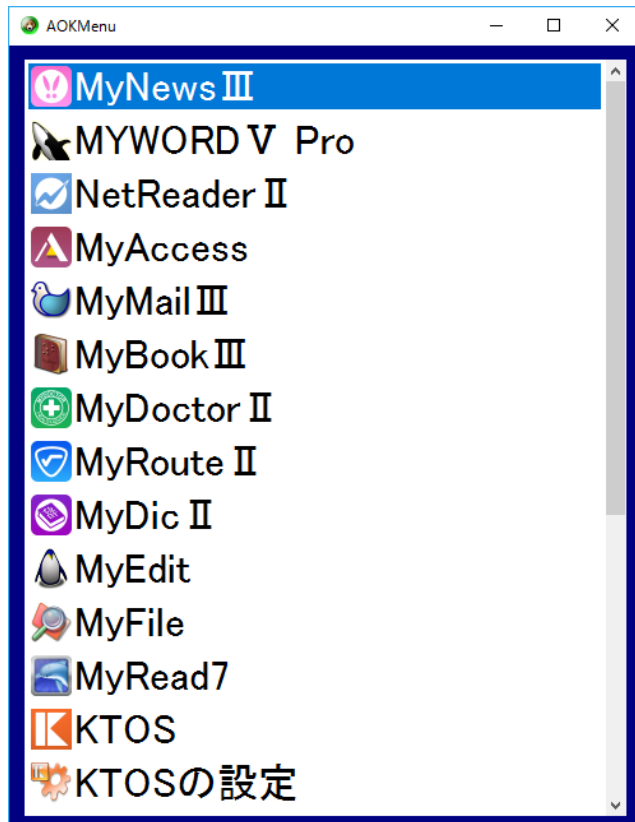 AOKMenu
MyNewsⅢ
MYWORDⅤ Pro
NetReaderⅡ
MyAccess
MyMailⅢ
MyBookⅢ
MyDoctorⅡ
MyRouteⅡ
MyDicⅡ
MyEdit
MyFile
MyRead7
KTOS
KTOSの設定